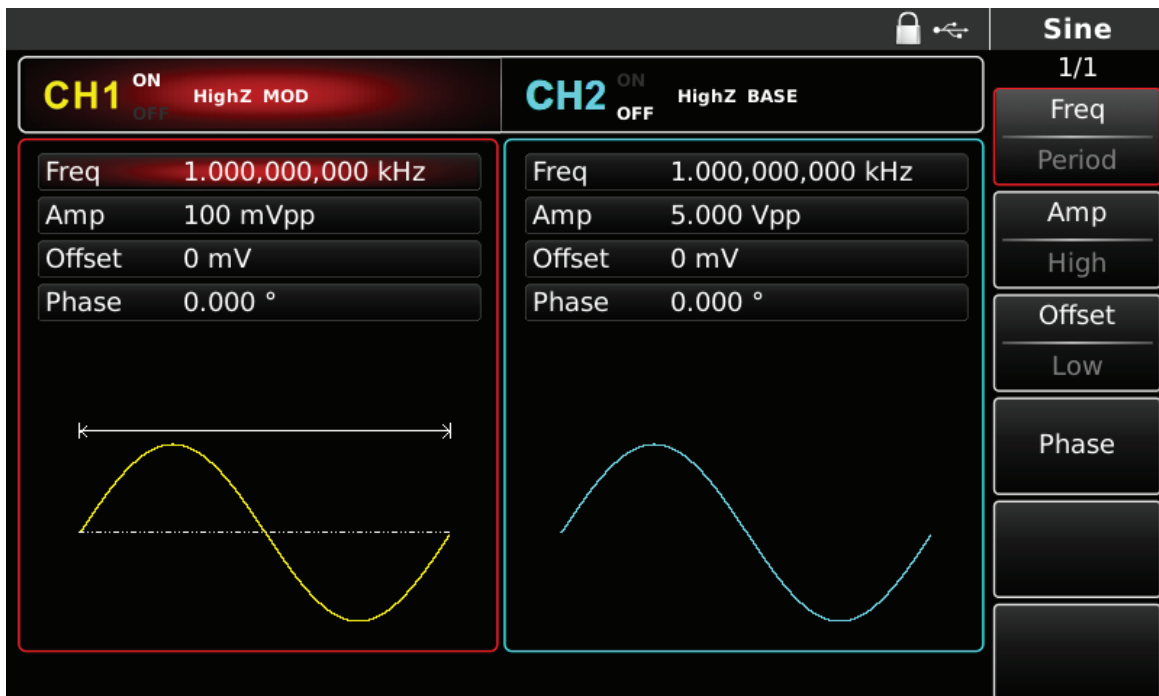 Sine
1/1
CH1 ON OFF HighZ MOD
CH2 ON OFF HighZ BASE
Freq 1.000,000,000 kHz
Amp 100 mVpp
Offset 0 mV
Phase 0.000 °
Freq 1.000,000,000 kHz
Amp 5.000 Vpp
Offset 0 mV
Phase 0.000 °
Freq
Period
Amp
High
Offset
Low
Phase